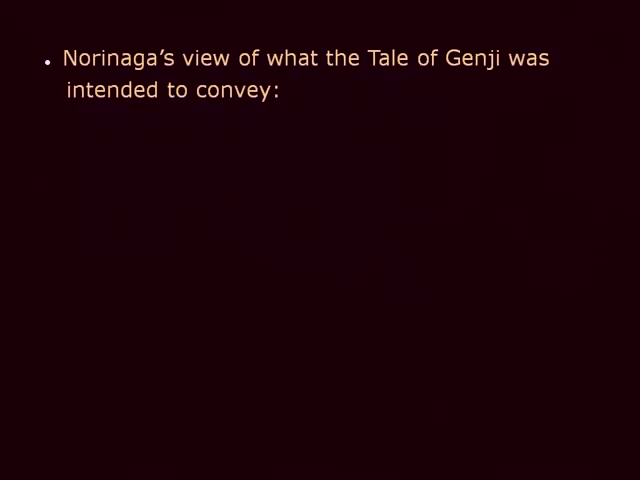 • Norinaga’s view of what the Tale of Genji was
intended to convey: